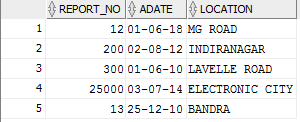 REPORT_NO ADATE LOCATION
1 12 01-06-18 MG ROAD
2 200 02-08-12 INDIRANAGAR
3 300 01-06-10 LAVELLE ROAD
4 25000 03-07-14 ELECTRONIC CITY
5 13 25-12-10 BANDRA